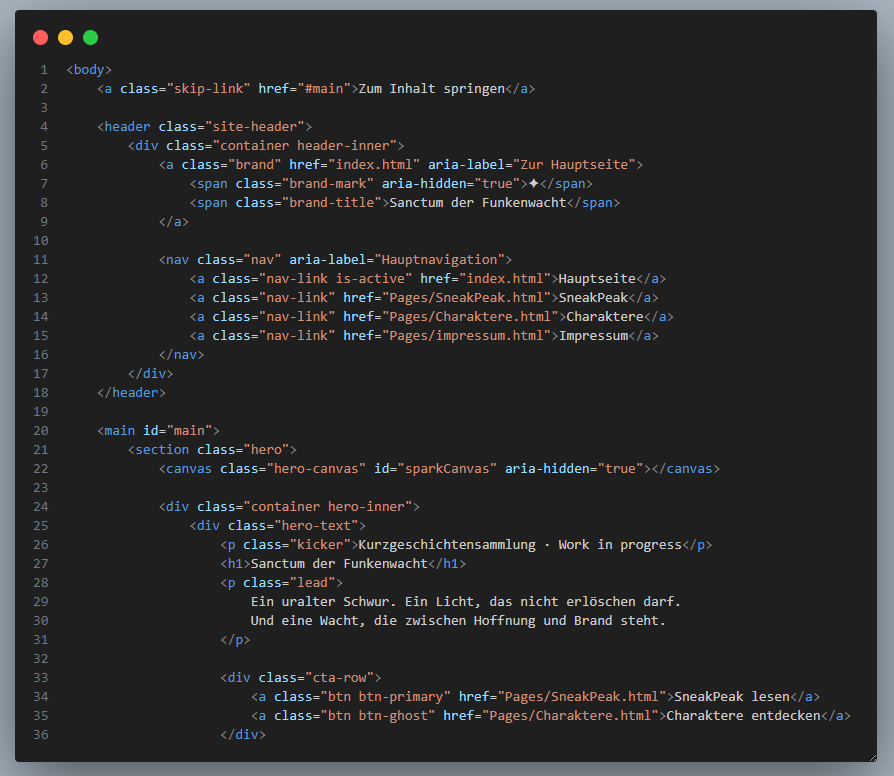 1 <body>
2     <a class="skip-link" href="#main">Zum Inhalt springen</a>
3
4     <header class="site-header">
5         <div class="container header-inner">
6             <a class="brand" href="index.html" aria-label="Zur Hauptseite">
7                 <span class="brand-mark" aria-hidden="true">✦</span>
8                 <span class="brand-title">Sanctum der Funkenwacht</span>
9             </a>
10
11             <nav class="nav" aria-label="Hauptnavigation">
12                 <a class="nav-link is-active" href="index.html">Hauptseite</a>
13                 <a class="nav-link" href="Pages/SneakPeak.html">SneakPeak</a>
14                 <a class="nav-link" href="Pages/Charaktere.html">Charaktere</a>
15                 <a class="nav-link" href="Pages/impressum.html">Impressum</a>
16             </nav>
17         </div>
18     </header>
19
20     <main id="main">
21         <section class="hero">
22             <canvas class="hero-canvas" id="sparkCanvas" aria-hidden="true"></canvas>
23
24             <div class="container hero-inner">
25                 <div class="hero-text">
26                     <p class="kicker">Kurzgeschichtensammlung · Work in progress</p>
27                     <h1>Sanctum der Funkenwacht</h1>
28                     <p class="lead">
29                         Ein uralter Schwur. Ein Licht, das nicht erlöschen darf.
30                         Und eine Wacht, die zwischen Hoffnung und Brand steht.
31                     </p>
32
33                     <div class="cta-row">
34                         <a class="btn btn-primary" href="Pages/SneakPeak.html">SneakPeak lesen</a>
35                         <a class="btn btn-ghost" href="Pages/Charaktere.html">Charaktere entdecken</a>
36                     </div>